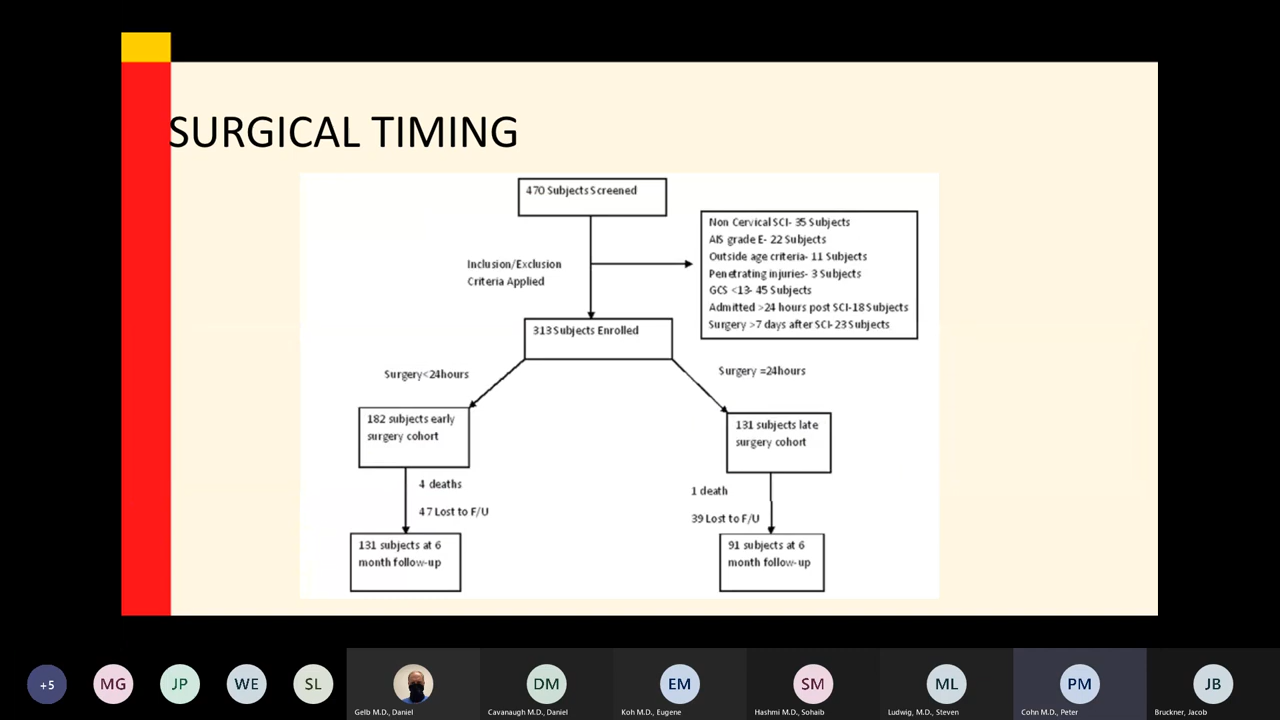 SURGICAL TIMING
470 Subjects Screened
Non Cervical SCI- 35 Subjects
AIS grade E- 22 Subjects
Outside age criteria- 11 Subjects
Penetrating injuries- 3 Subjects
GCS <13- 45 Subjects
Admitted >24 hours post SCI-18 Subjects
Surgery >7 days after SCI- 23 Subjects
Inclusion/Exclusion
Criteria Applied
313 Subjects Enrolled
Surgery<24hours
Surgery =24hours
182 subjects early
surgery cohort
131 subjects late
surgery cohort
4 deaths
47 Lost to F/U
1 death
39 Lost to F/U
131 subjects at 6
month follow-up
91 subjects at 6
month follow-up
+5
MG
JP
WE
SL
Gelb M.D., Daniel
DM
Cavanaugh M.D., Daniel
EM
Koh M.D., Eugene
SM
Hashmi M.D., Sohaib
ML
Ludwig, M.D., Steven
PM
Cohn M.D., Peter
JB
Bruckner, Jacob